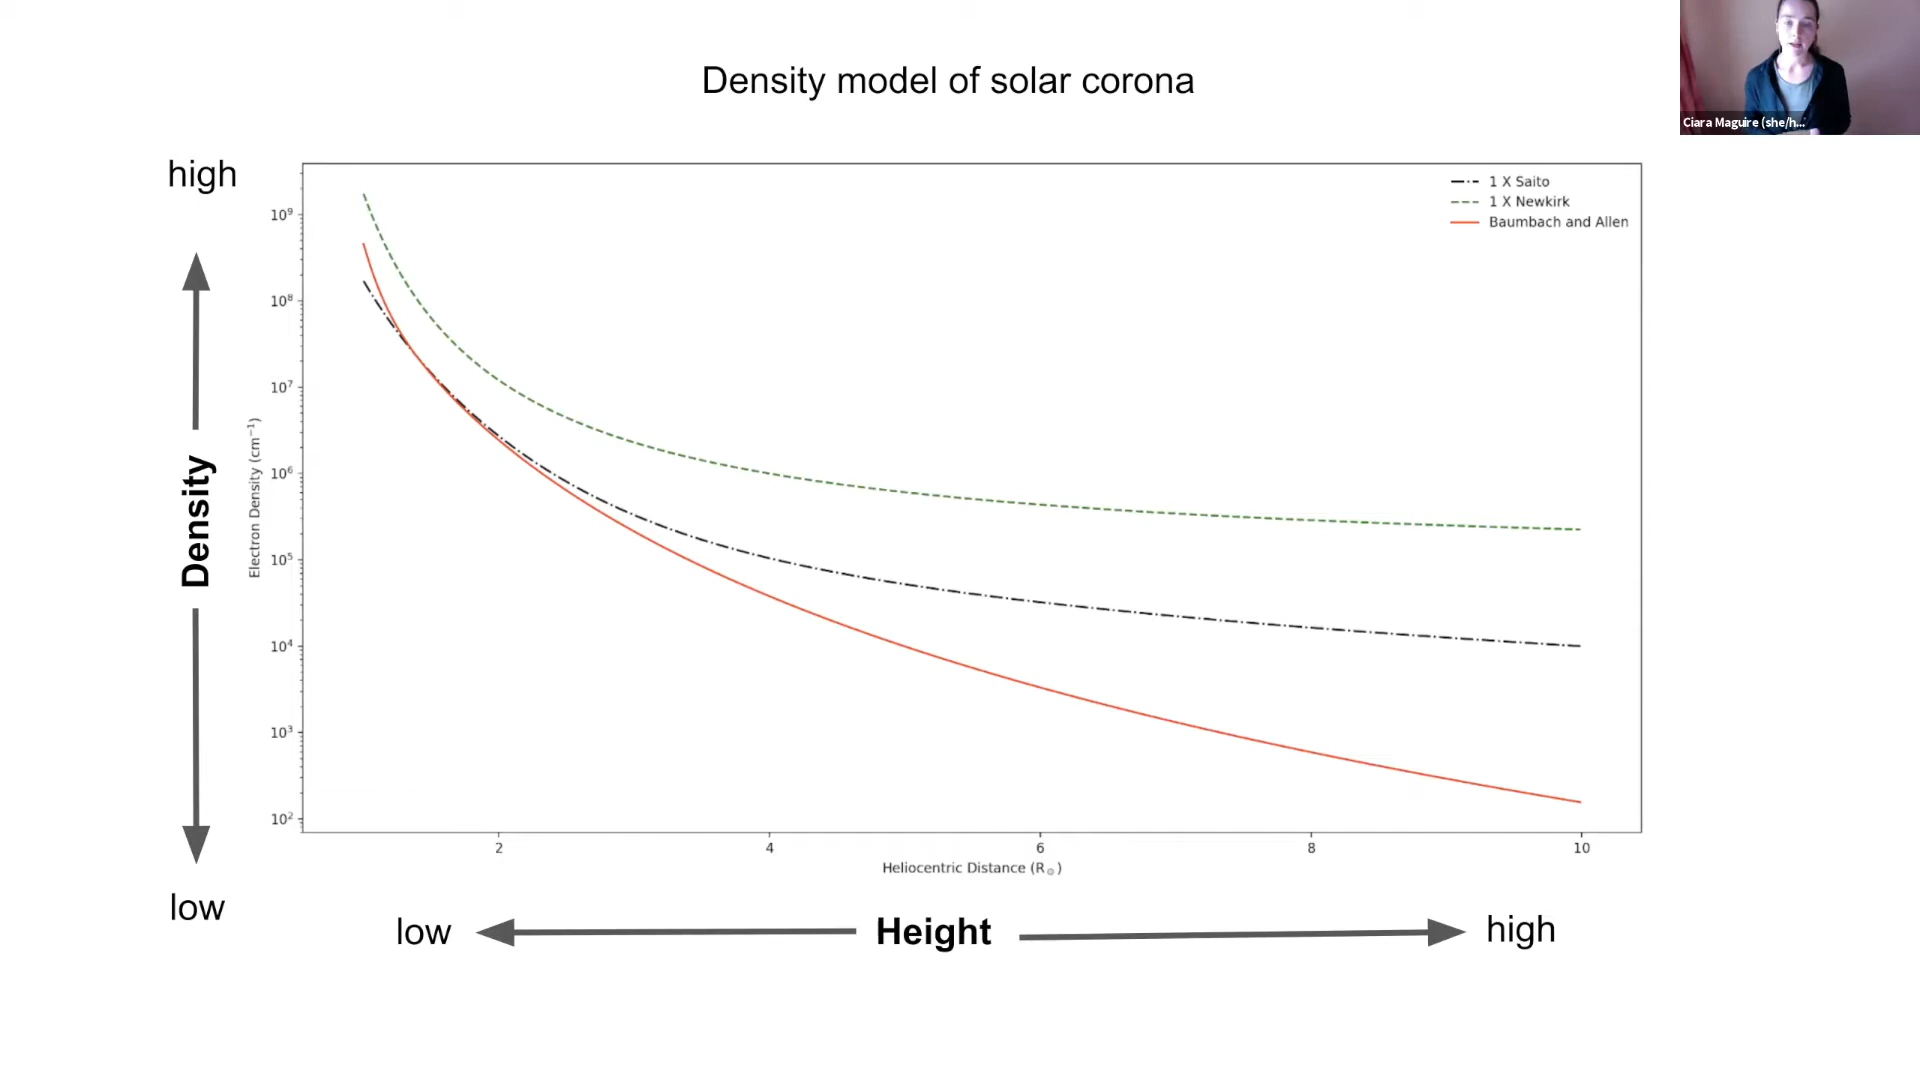 Density model of solar corona
Ciara Maguire (she/h...
high
Density
low
10⁹
10⁸
10⁷
10⁶
10⁵
10⁴
10³
10²
Electron Density (cm⁻¹)
1 X Saito
1 X Newkirk
Baumbach and Allen
2 4 6 8 10
Heliocentric Distance (R☉)
low Height high